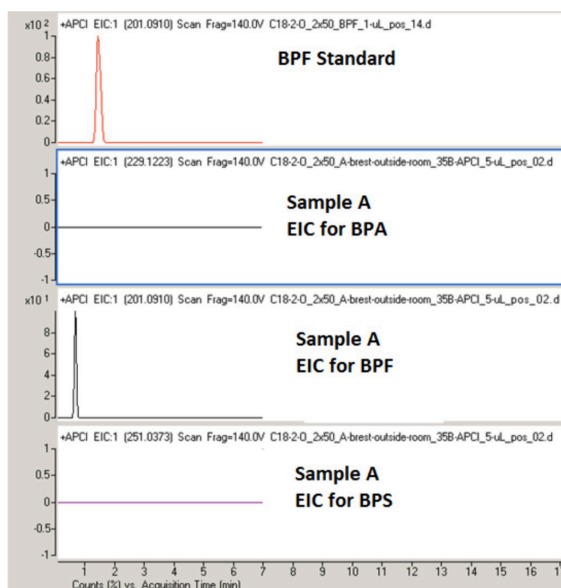 x10² +APCI EIC:1 (201.0910) Scan Frag=140.0V C18-2-O_2x50_BPF_1-uL_pos_14.d
BPF Standard
1
0.8
0.6
0.4
0.2
0
+APCI EIC:1 (229.1223) Scan Frag=140.0V C18-2-O_2x50_A-brest-outside-room_35B-APCI_5-uL_pos_02.d
1
Sample A
0.5
EIC for BPA
0
-0.5
-1
x10¹ +APCI EIC:1 (201.0910) Scan Frag=140.0V C18-2-O_2x50_A-brest-outside-room_35B-APCI_5-uL_pos_02.d
8
Sample A
6
EIC for BPF
4
2
0
+APCI EIC:1 (251.0373) Scan Frag=140.0V C18-2-O_2x50_A-brest-outside-room_35B-APCI_5-uL_pos_02.d
1
Sample A
0.5
EIC for BPS
0
-0.5
-1
1 2 3 4 5 6 7 8 9 10 11 12 13 14 15 16
Counts (%) vs. Acquisition Time (min)